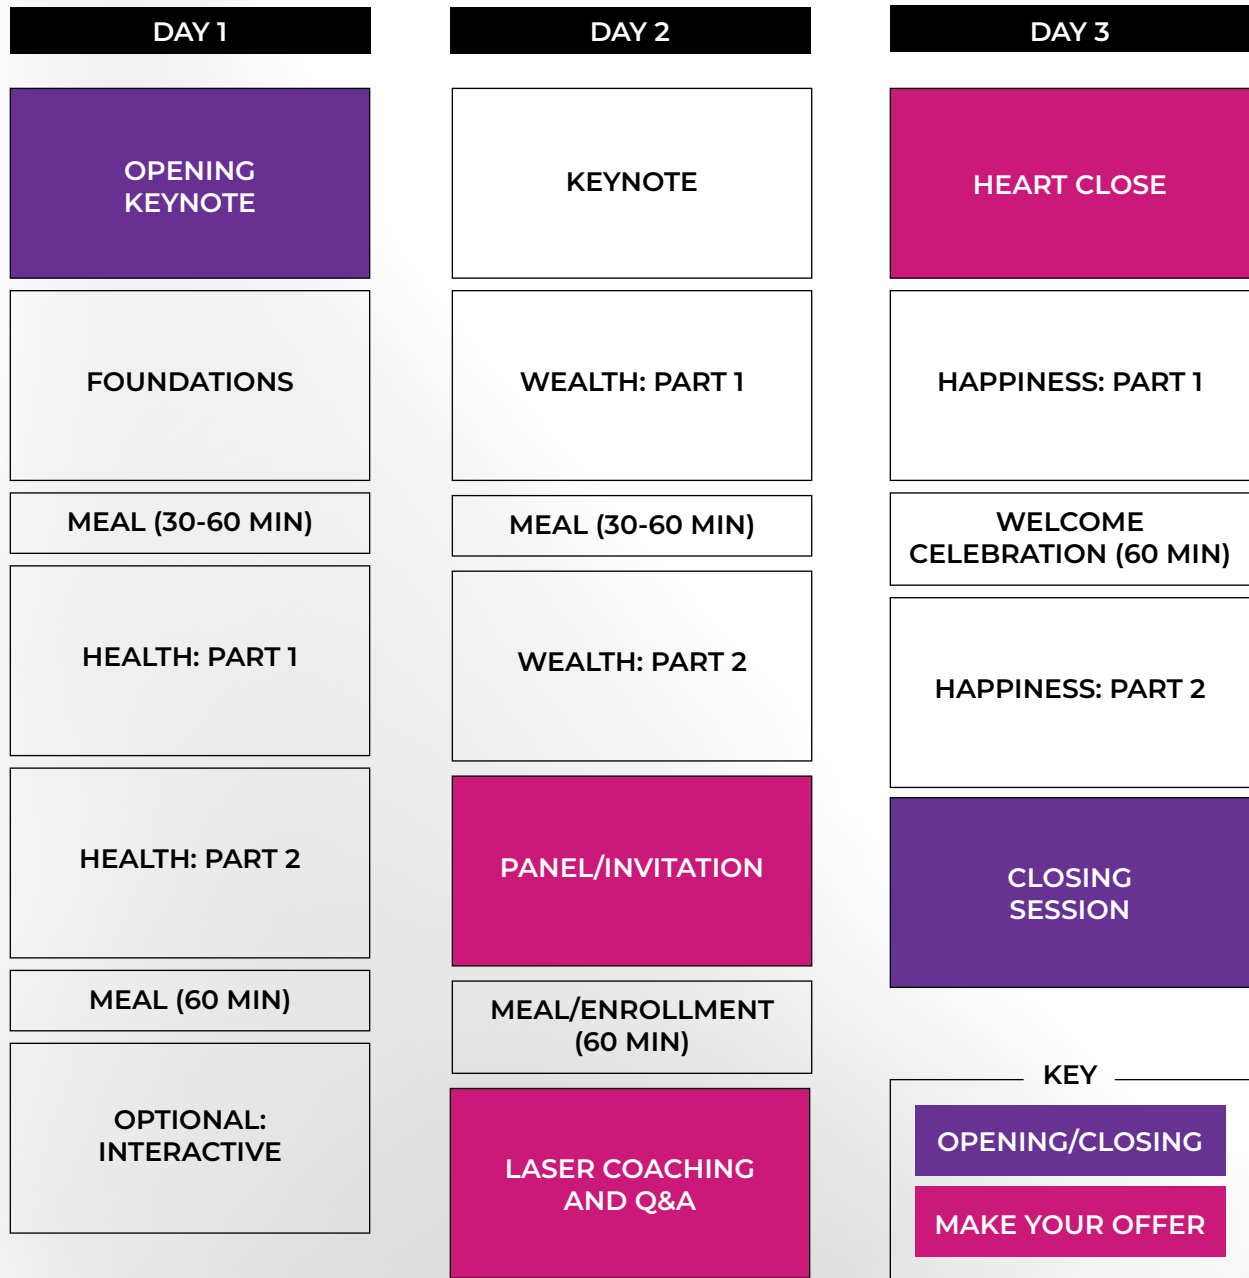 DAY 1
OPENING
KEYNOTE
FOUNDATIONS
MEAL (30-60 MIN)
HEALTH: PART 1
HEALTH: PART 2
MEAL (60 MIN)
OPTIONAL:
INTERACTIVE
DAY 2
KEYNOTE
WEALTH: PART 1
MEAL (30-60 MIN)
WEALTH: PART 2
PANEL/INVITATION
MEAL/ENROLLMENT
(60 MIN)
LASER COACHING
AND Q&A
DAY 3
HEART CLOSE
HAPPINESS: PART 1
WELCOME
CELEBRATION (60 MIN)
HAPPINESS: PART 2
CLOSING
SESSION
KEY
OPENING/CLOSING
MAKE YOUR OFFER